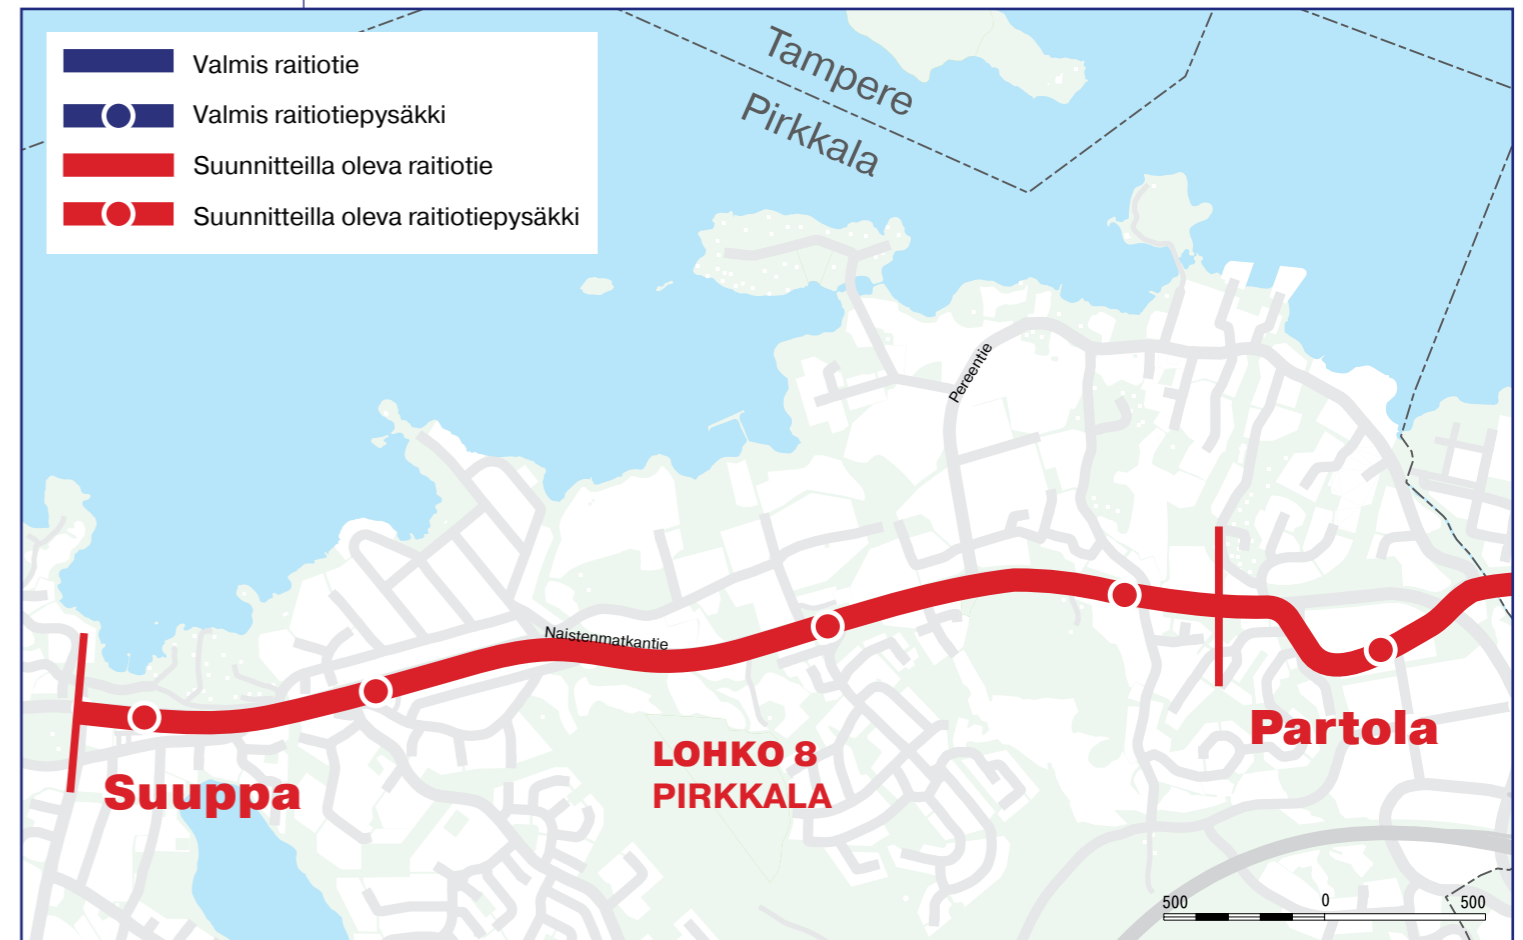 Valmis raitiotie
Valmis raitiotiepysäkki
Suunnitteilla oleva raitiotie
Suunnitteilla oleva raitiotiepysäkki
Tampere
Pirkkala
Pereentie
Naistenmatkantie
Suuppa
LOHKO 8
PIRKKALA
Partola
500 0 500